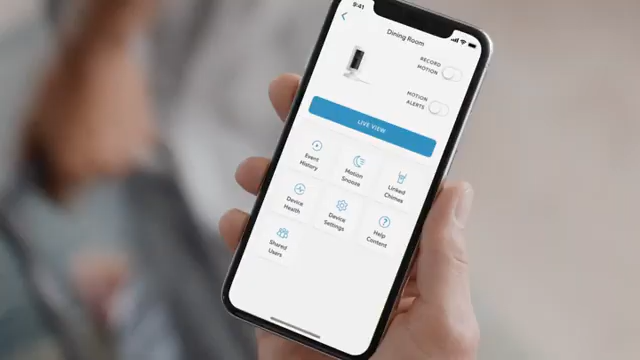 9:41
Dining Room
RECORD
MOTION
MOTION
ALERTS
LIVE VIEW
Event
History
Motion
Snooze
Linked
Chimes
Device
Health
Device
Settings
Help
Content
Shared
Users